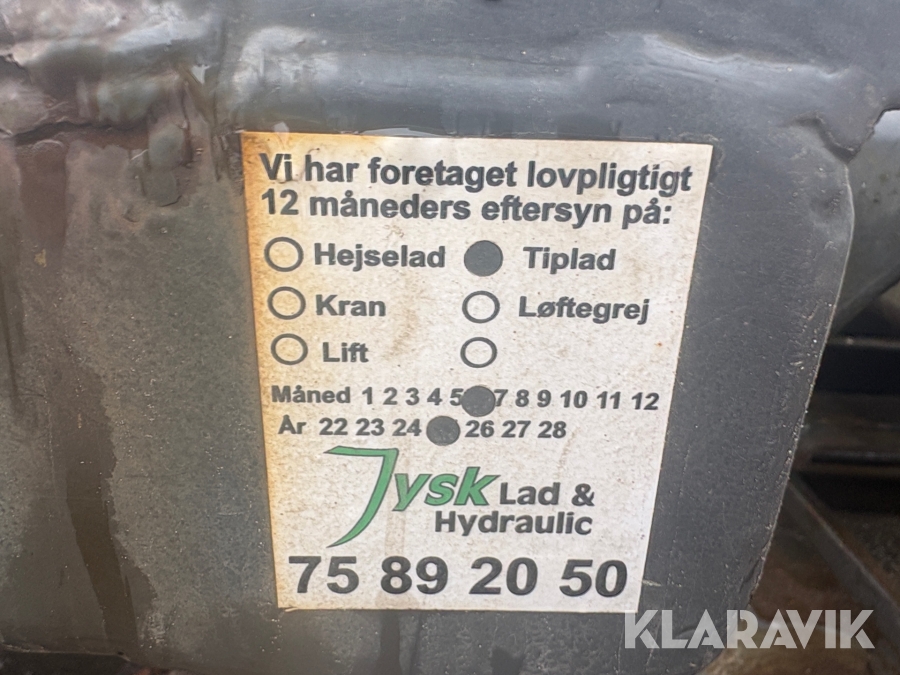 Vi har foretaget lovpligtigt
12 måneders eftersyn på:
Hejselad Tiplad
Kran Løftegrej
Lift
Måned 1 2 3 4 5 7 8 9 10 11 12
År 22 23 24 26 27 28
Jysk Lad &
Hydraulic
75 89 20 50
KLARAVIK